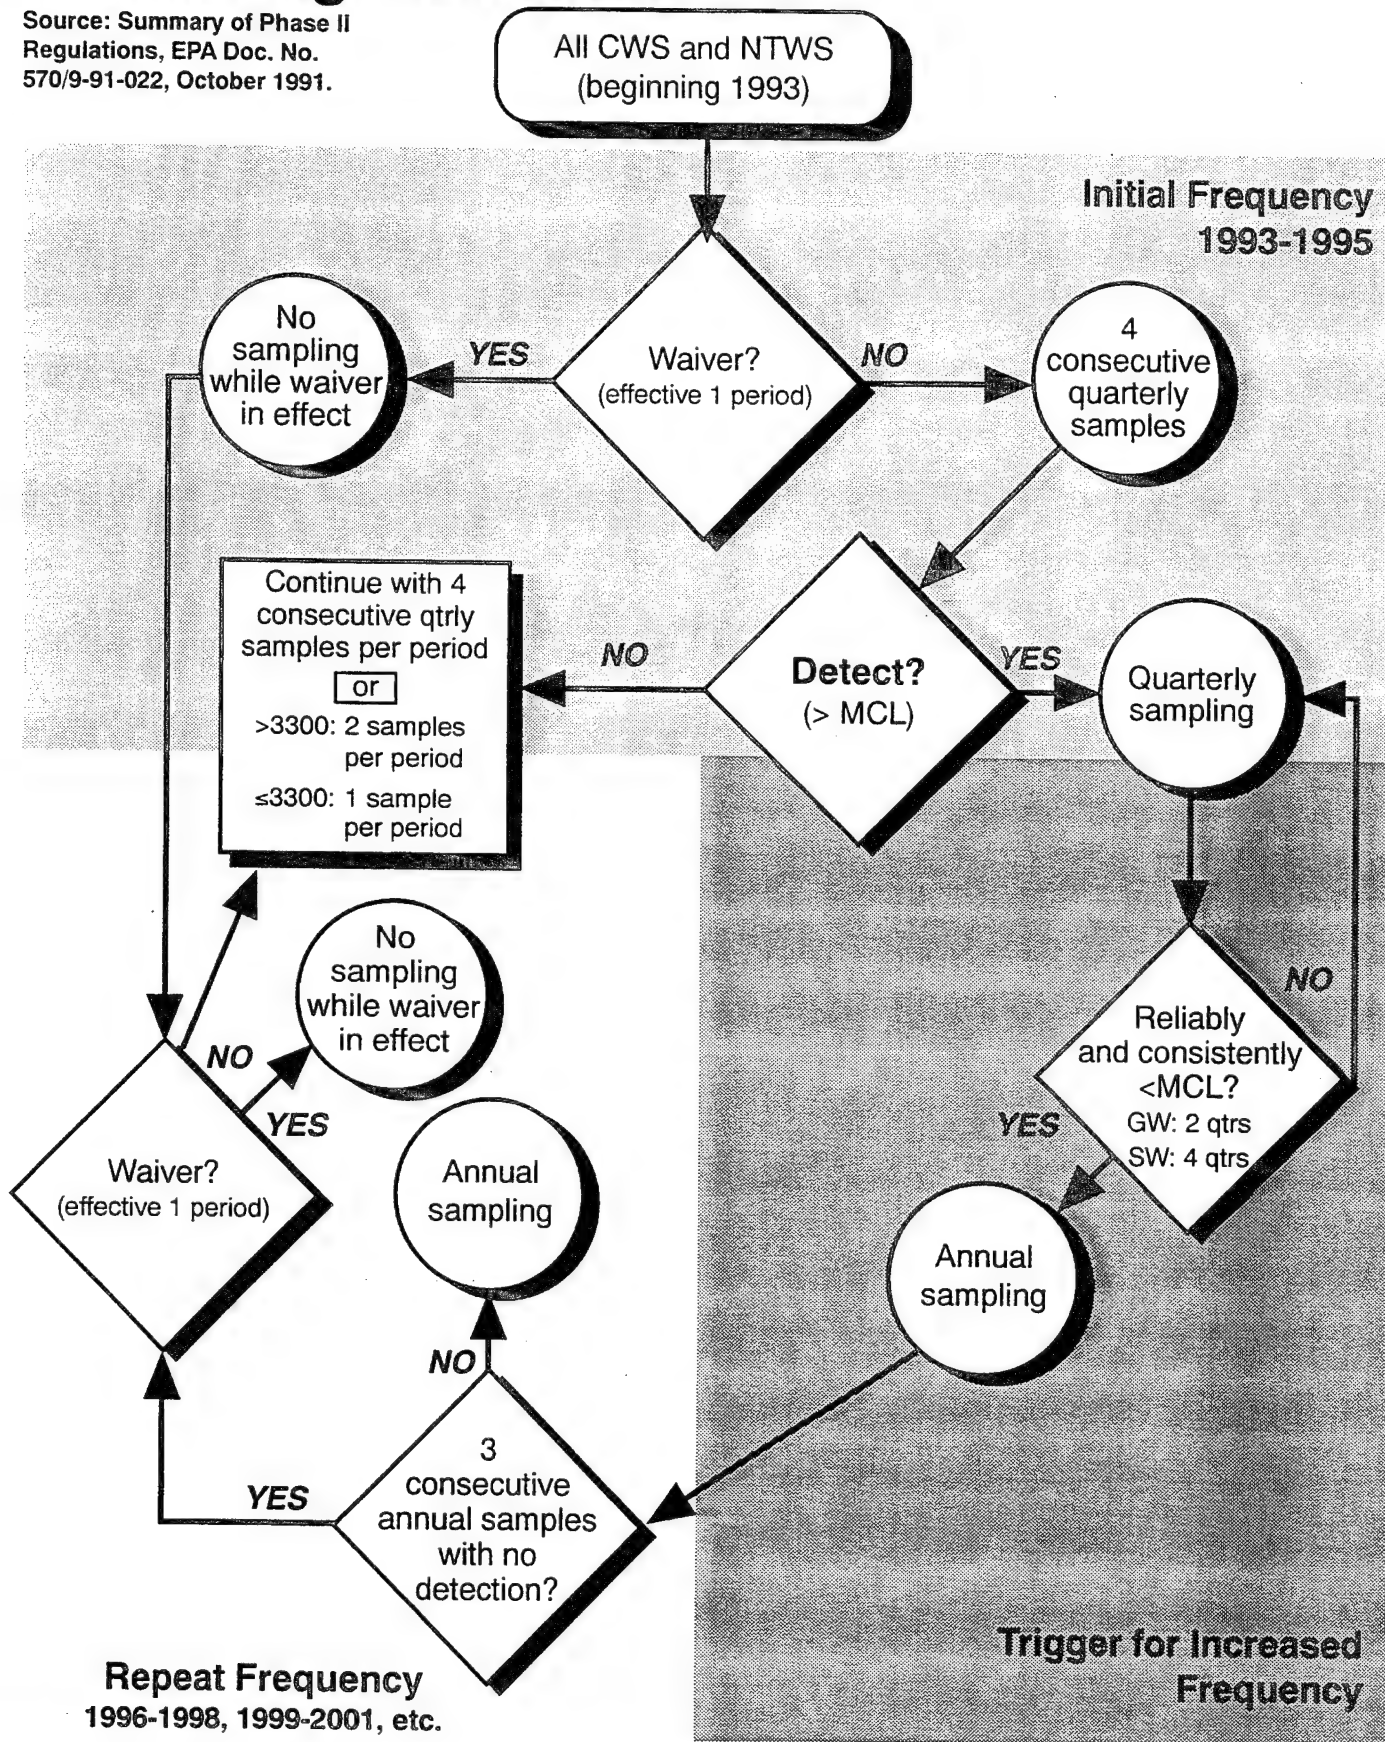 Source: Summary of Phase II
Regulations, EPA Doc. No.
570/9-91-022, October 1991.
All CWS and NTWS
(beginning 1993)
Initial Frequency
1993-1995
No
sampling
while waiver
in effect
YES
Waiver?
(effective 1 period)
NO
4
consecutive
quarterly
samples
Continue with 4
consecutive qtrly
samples per period
or
>3300: 2 samples
per period
≤3300: 1 sample
per period
NO
Detect?
(> MCL)
YES
Quarterly
sampling
No
sampling
while waiver
in effect
NO
YES
Waiver?
(effective 1 period)
Annual
sampling
NO
Reliably
and consistently
<MCL?
GW: 2 qtrs
SW: 4 qtrs
YES
Annual
sampling
NO
3
consecutive
annual samples
with no
detection?
YES
Trigger for Increased
Frequency
Repeat Frequency
1996-1998, 1999-2001, etc.